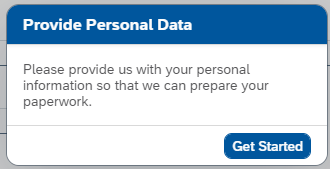 Provide Personal Data
Please provide us with your personal
information so that we can prepare your
paperwork.
Get Started